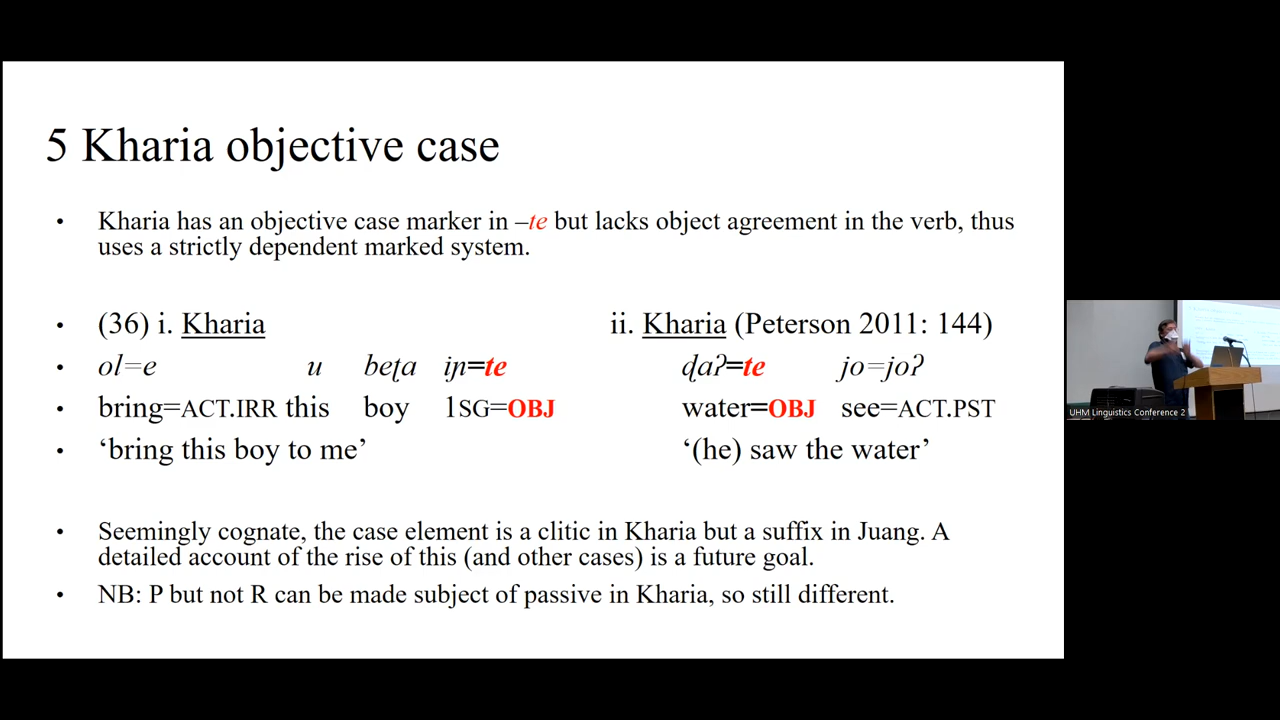 5 Kharia objective case
• Kharia has an objective case marker in –te but lacks object agreement in the verb, thus
uses a strictly dependent marked system.
• (36) i. Kharia ii. Kharia (Peterson 2011: 144)
• ol=e u beʈa iɲ=te ɖaʔ=te jo=joʔ
• bring=ACT.IRR this boy 1SG=OBJ water=OBJ see=ACT.PST
• ‘bring this boy to me’ ‘(he) saw the water’
• Seemingly cognate, the case element is a clitic in Kharia but a suffix in Juang. A
detailed account of the rise of this (and other cases) is a future goal.
• NB: P but not R can be made subject of passive in Kharia, so still different.
UHM Linguistics Conference 2